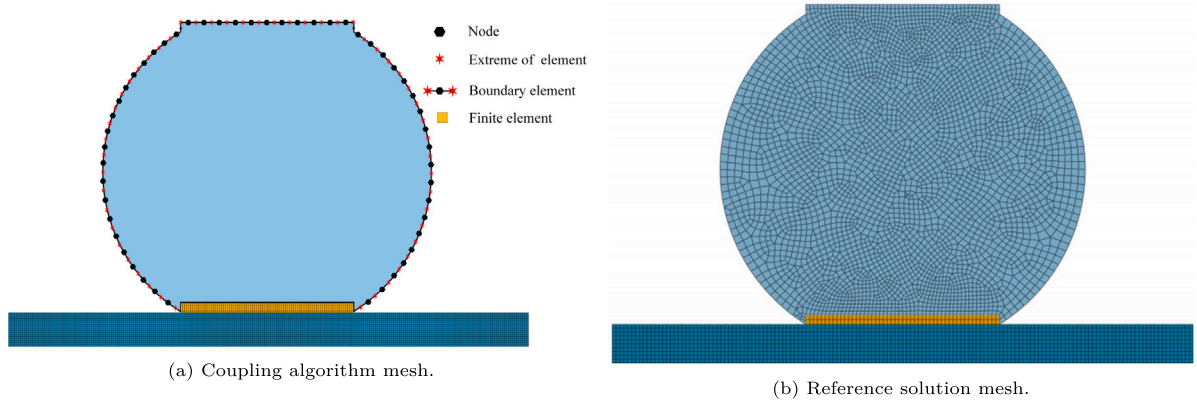 Node
Extreme of element
Boundary element
Finite element
(a) Coupling algorithm mesh.
(b) Reference solution mesh.